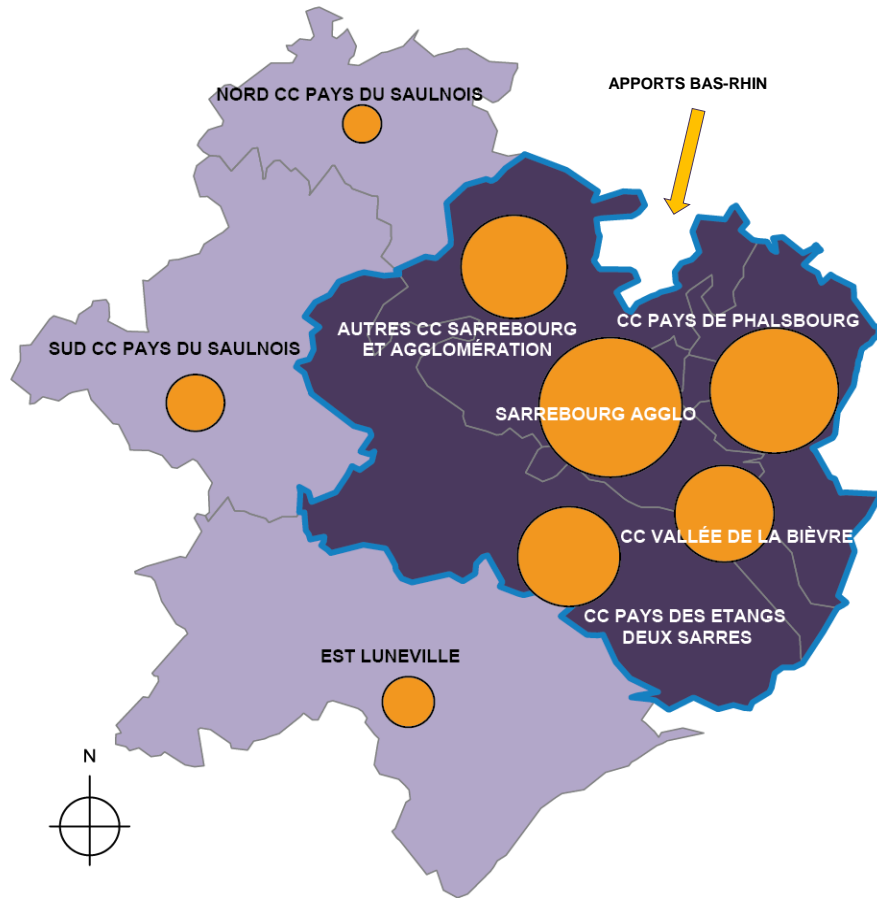 APPORTS BAS-RHIN
NORD CC PAYS DU SAULNOIS
CC PAYS DE PHALSBOURG
AUTRES CC SARREBOURG
ET AGGLOMÉRATION
SUD CC PAYS DU SAULNOIS
SARREBOURG AGGLO
CC VALLÉE DE LA BIÈVRE
CC PAYS DES ETANGS
DEUX SARRES
EST LUNEVILLE
N